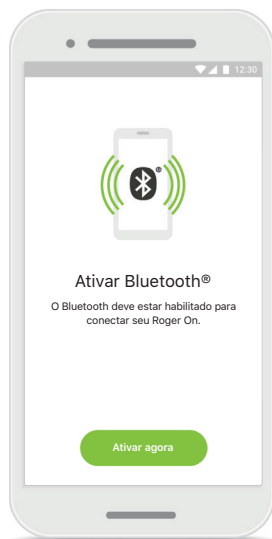 12:30
Ativar Bluetooth®
O Bluetooth deve estar habilitado para
conectar seu Roger On.
Ativar agora